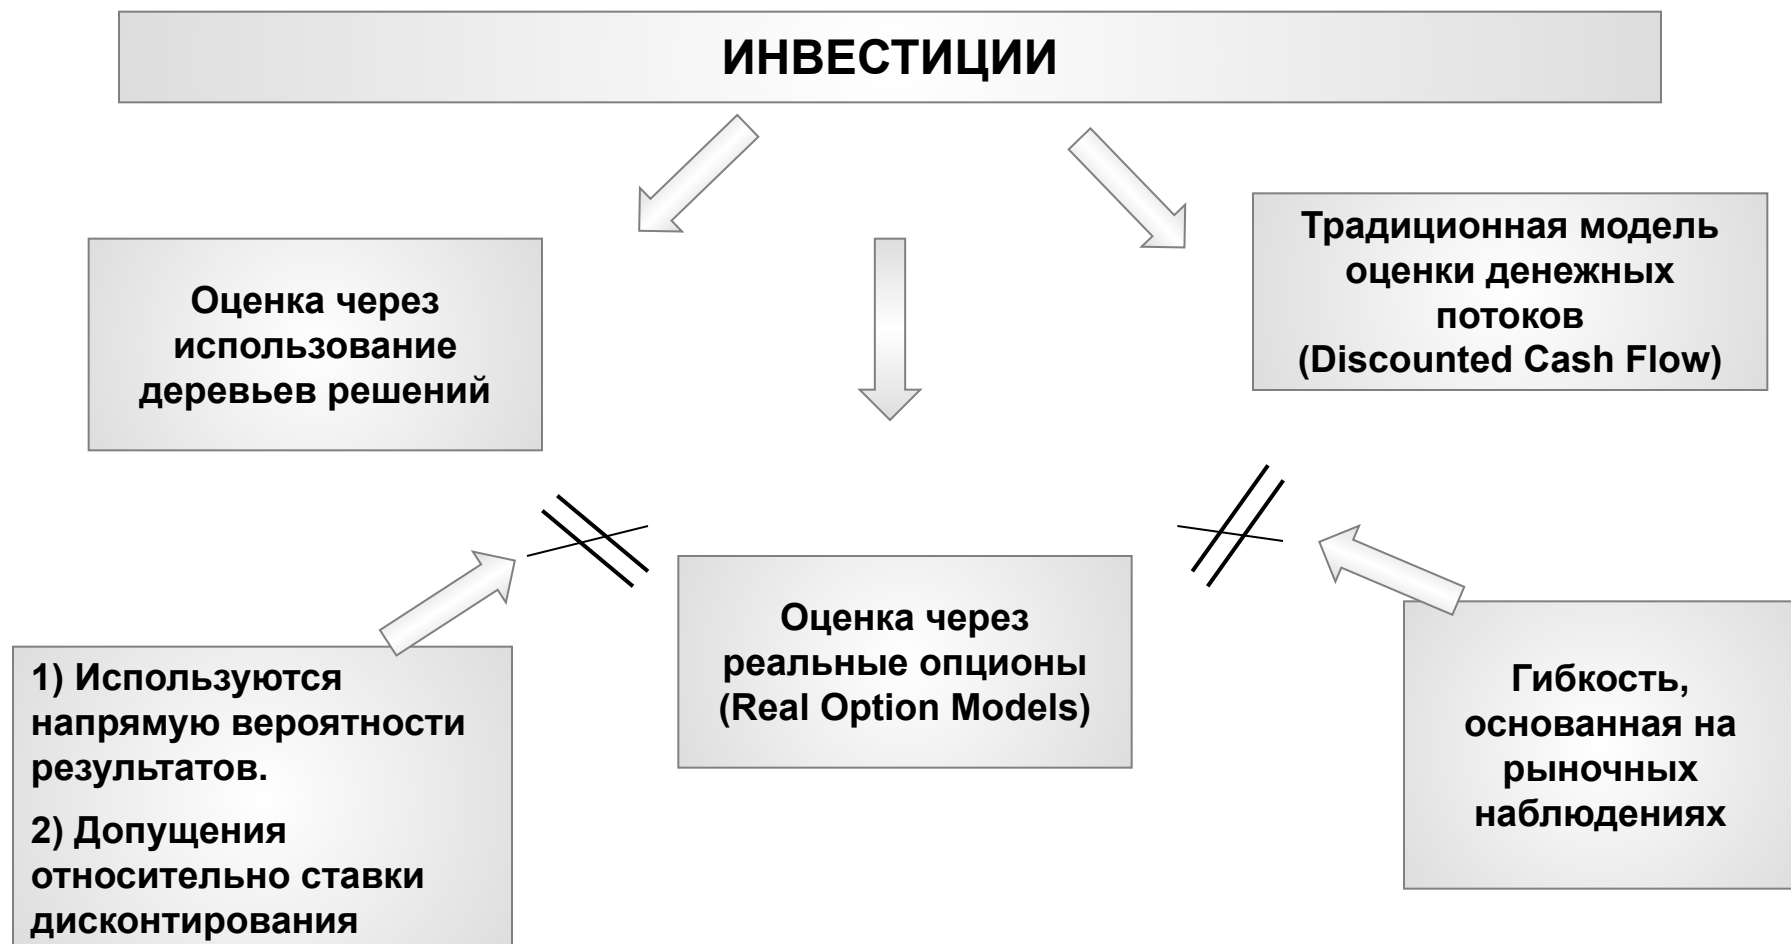 ИНВЕСТИЦИИ
Оценка через
использование
деревьев решений
Традиционная модель
оценки денежных
потоков
(Discounted Cash Flow)
Оценка через
реальные опционы
(Real Option Models)
1) Используются
напрямую вероятности
результатов.
2) Допущения
относительно ставки
дисконтирования
Гибкость,
основанная на
рыночных
наблюдениях